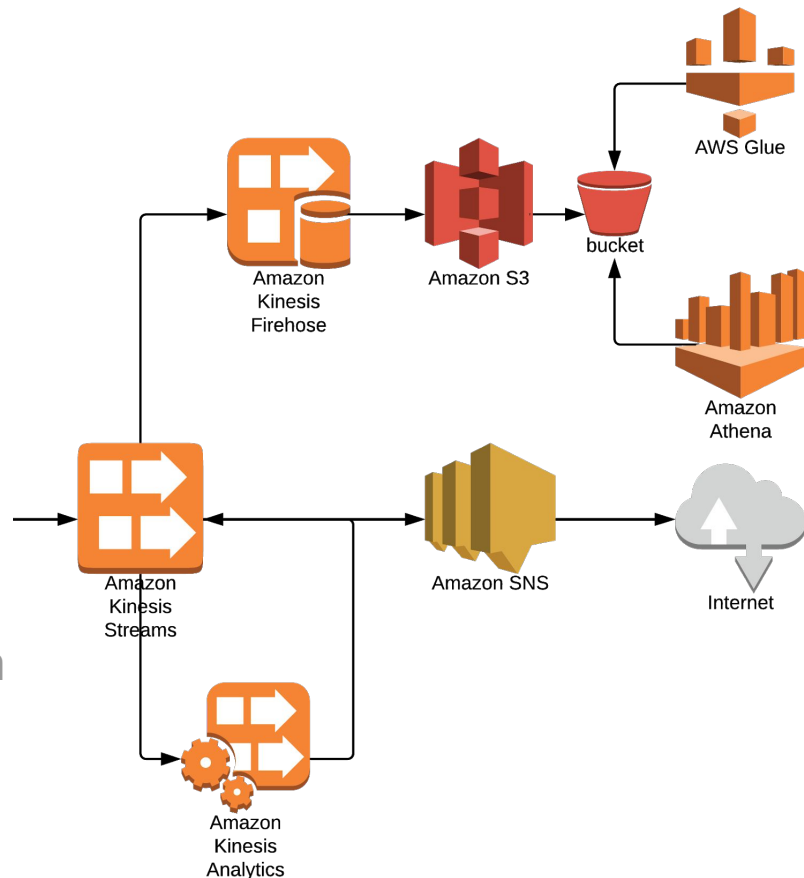 AWS Glue
bucket
Amazon S3
Amazon
Kinesis
Firehose
Amazon
Athena
Amazon
Kinesis
Streams
Amazon SNS
Internet
Amazon
Kinesis
Analytics